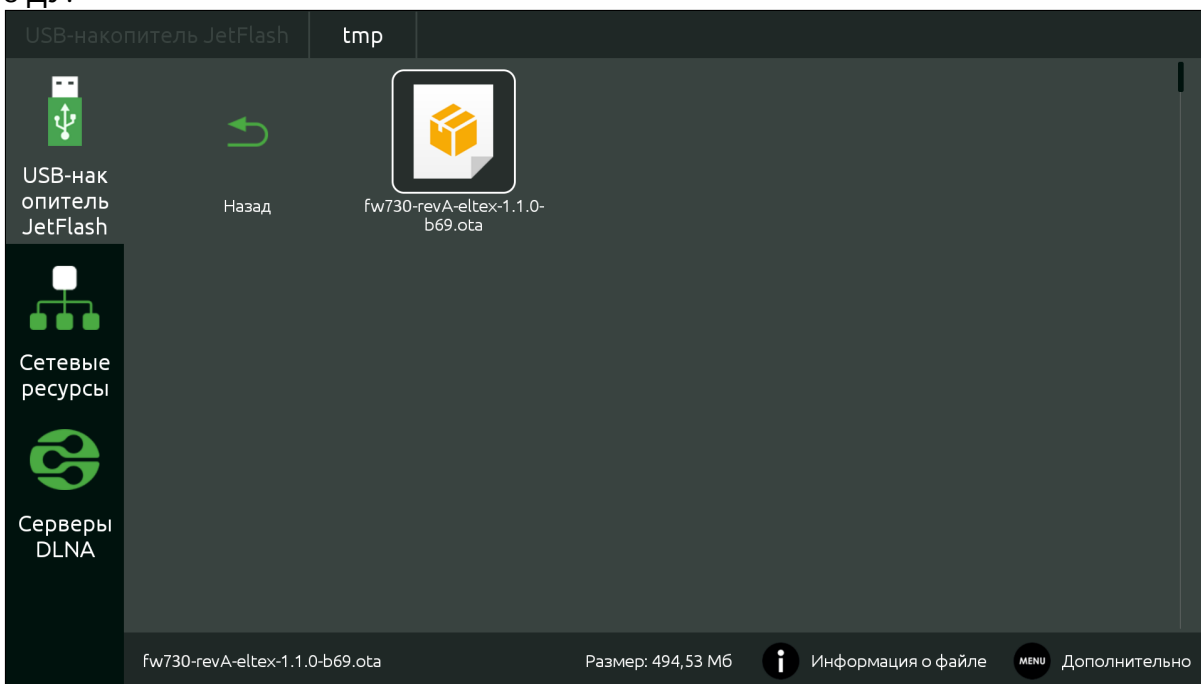 USB-накопитель JetFlash
tmp
USB-нак
опитель
JetFlash
Назад
fw730-revA-eltex-1.1.0-
b69.ota
Сетевые
ресурсы
Серверы
DLNA
fw730-revA-eltex-1.1.0-b69.ota
Размер: 494,53 Мб
Информация о файле
MENU
Дополнительно